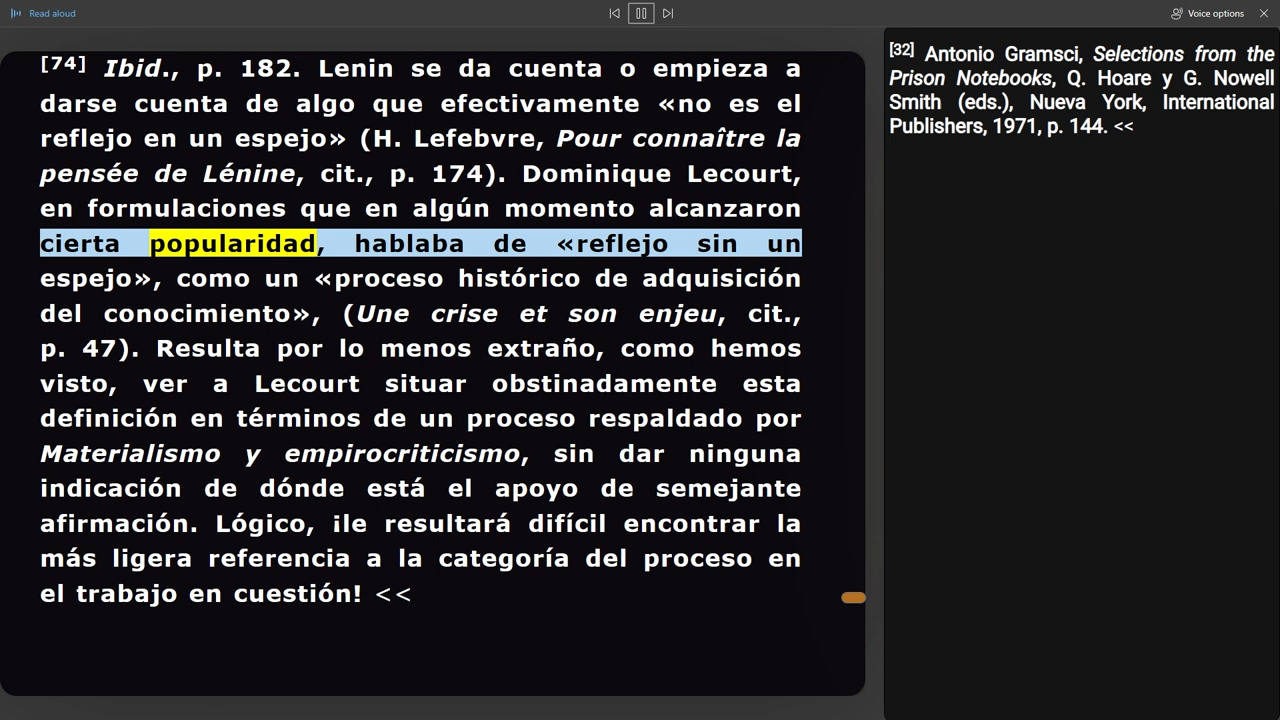 Read aloud
Voice options
[74] Ibid., p. 182. Lenin se da cuenta o empieza a
darse cuenta de algo que efectivamente «no es el
reflejo en un espejo» (H. Lefebvre, Pour connaître la
pensée de Lénine, cit., p. 174). Dominique Lecourt,
en formulaciones que en algún momento alcanzaron
cierta popularidad, hablaba de «reflejo sin un
espejo», como un «proceso histórico de adquisición
del conocimiento», (Une crise et son enjeu, cit.,
p. 47). Resulta por lo menos extraño, como hemos
visto, ver a Lecourt situar obstinadamente esta
definición en términos de un proceso respaldado por
Materialismo y empirocriticismo, sin dar ninguna
indicación de dónde está el apoyo de semejante
afirmación. Lógico, ¡le resultará difícil encontrar la
más ligera referencia a la categoría del proceso en
el trabajo en cuestión! <<
[32] Antonio Gramsci, Selections from the
Prison Notebooks, Q. Hoare y G. Nowell
Smith (eds.), Nueva York, International
Publishers, 1971, p. 144. <<